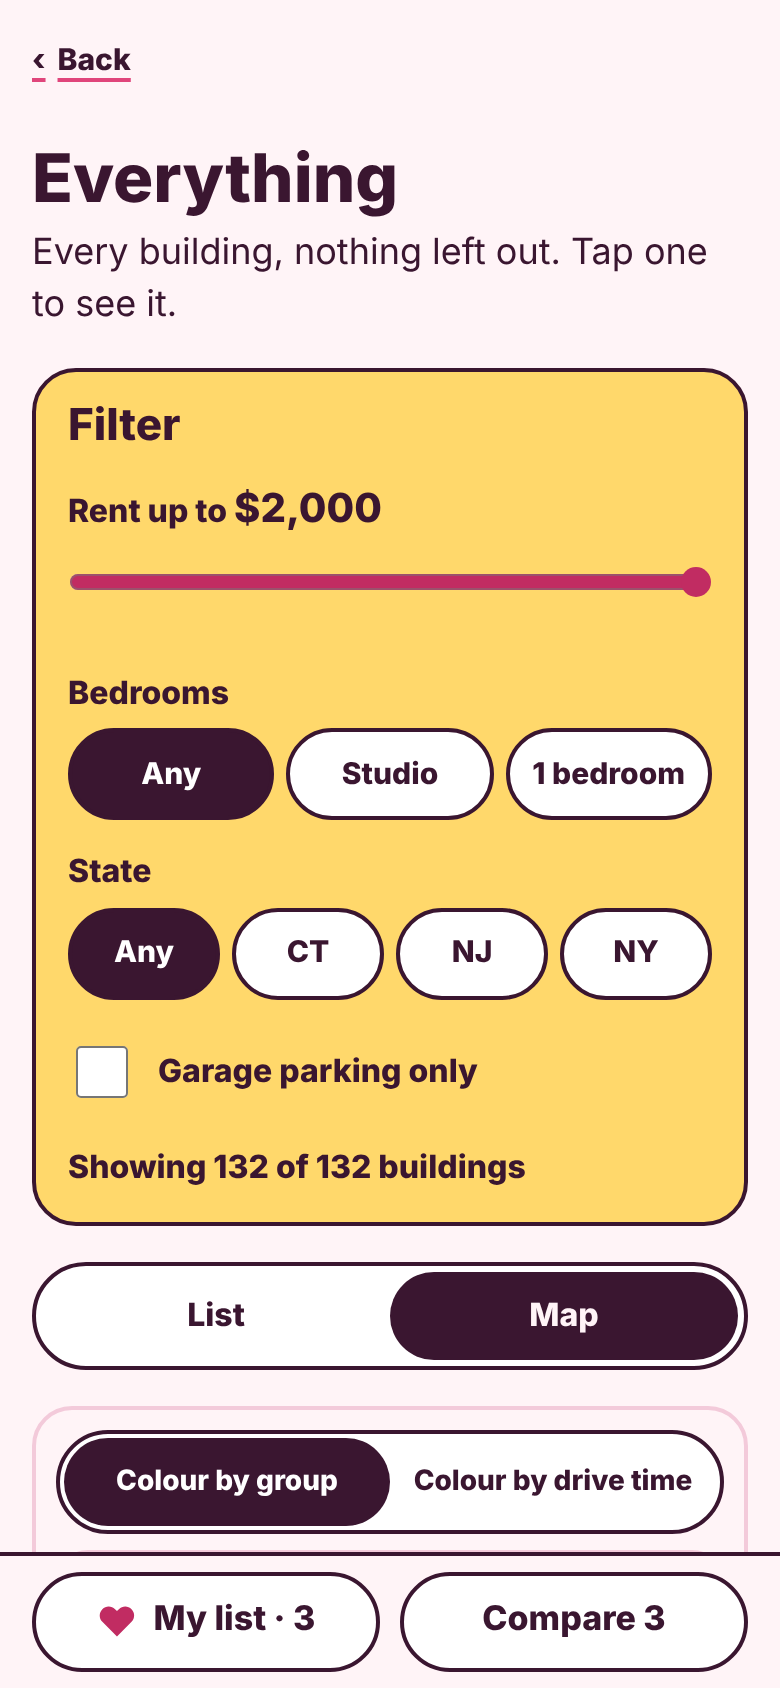 ‹ Back
Everything
Every building, nothing left out. Tap one
to see it.
Filter
Rent up to $2,000
Bedrooms
Any
Studio
1 bedroom
State
Any
CT
NJ
NY
Garage parking only
Showing 132 of 132 buildings
List
Map
Colour by group
Colour by drive time
My list · 3
Compare 3